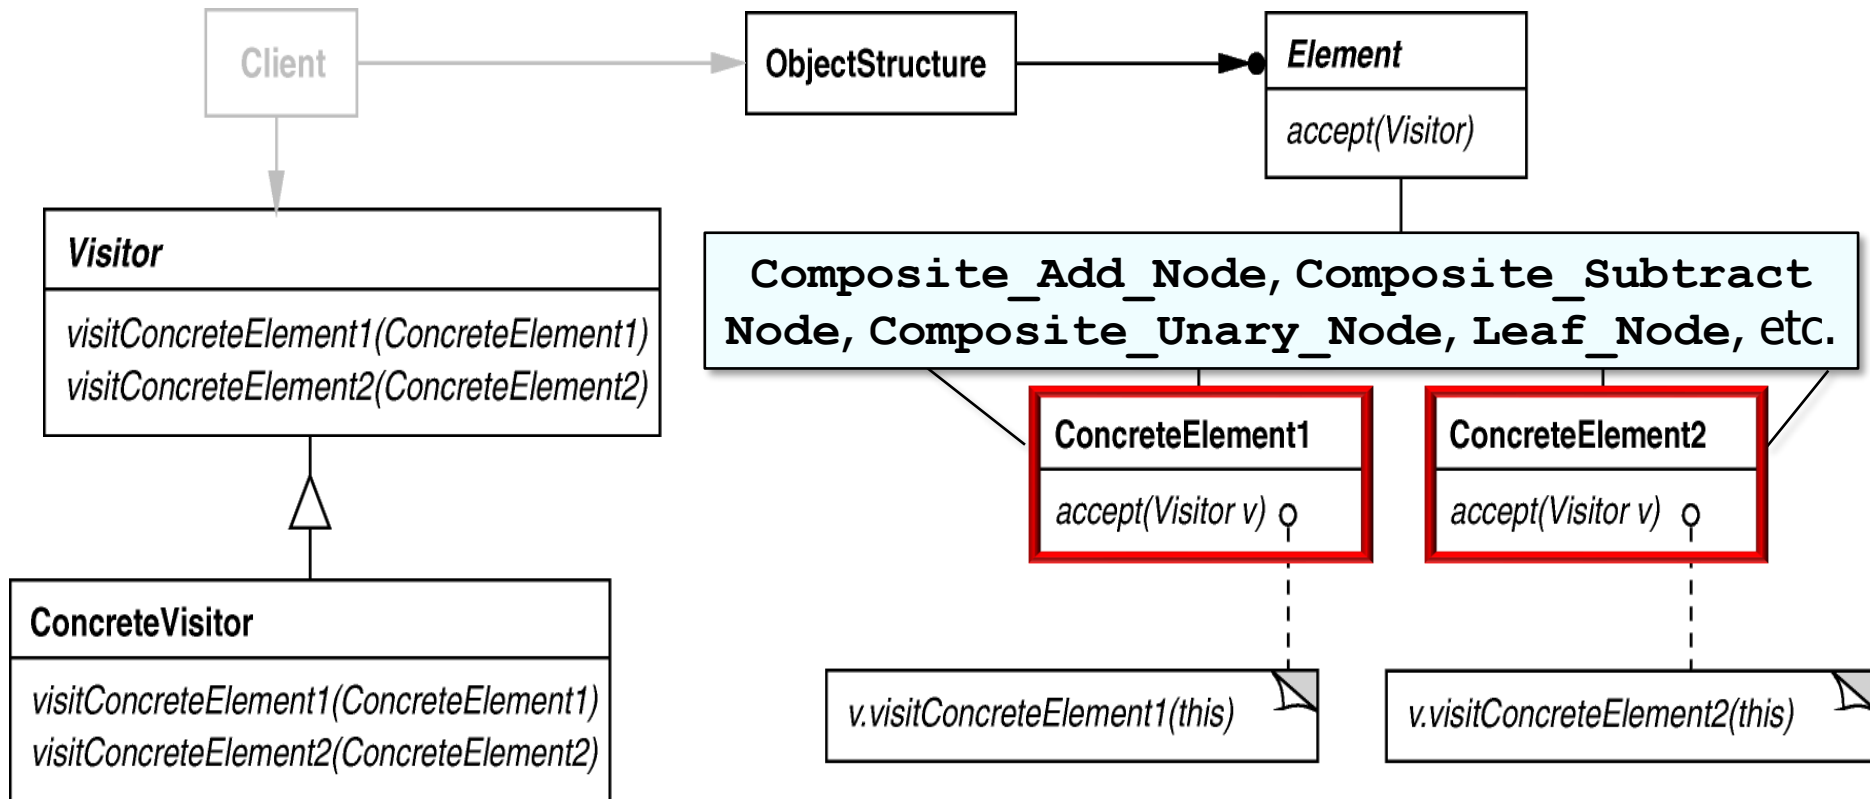 Client
ObjectStructure
Element
accept(Visitor)
Visitor
visitConcreteElement1(ConcreteElement1)
visitConcreteElement2(ConcreteElement2)
Composite_Add_Node, Composite_Subtract
Node, Composite_Unary_Node, Leaf_Node, etc.
ConcreteElement1
accept(Visitor v)
ConcreteElement2
accept(Visitor v)
ConcreteVisitor
visitConcreteElement1(ConcreteElement1)
visitConcreteElement2(ConcreteElement2)
v.visitConcreteElement1(this)
v.visitConcreteElement2(this)